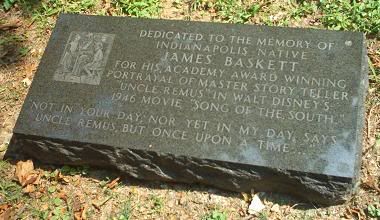 DEDICATED TO THE MEMORY OF
INDIANAPOLIS NATIVE
JAMES BASKETT
FOR HIS ACADEMY AWARD WINNING
PORTRAYAL OF MASTER STORY TELLER
"UNCLE REMUS" IN WALT DISNEY'S
1946 MOVIE "SONG OF THE SOUTH."
"NOT IN YOUR DAY, NOR YET IN MY DAY, SAYS
UNCLE REMUS, BUT ONCE UPON A TIME."